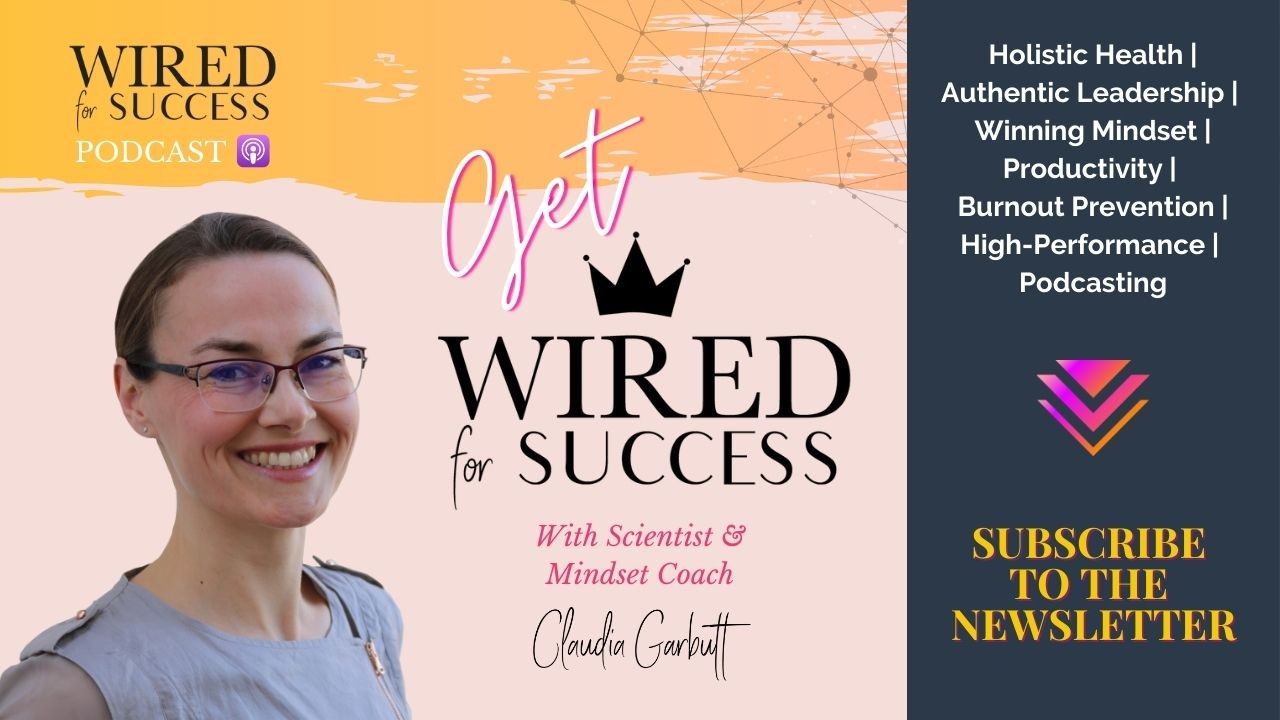 WIRED
for SUCCESS
PODCAST
Get
WIRED
for SUCCESS
With Scientist &
Mindset Coach
Claudia Garbutt
Holistic Health |
Authentic Leadership |
Winning Mindset |
Productivity |
Burnout Prevention |
High-Performance |
Podcasting
SUBSCRIBE
TO THE
NEWSLETTER